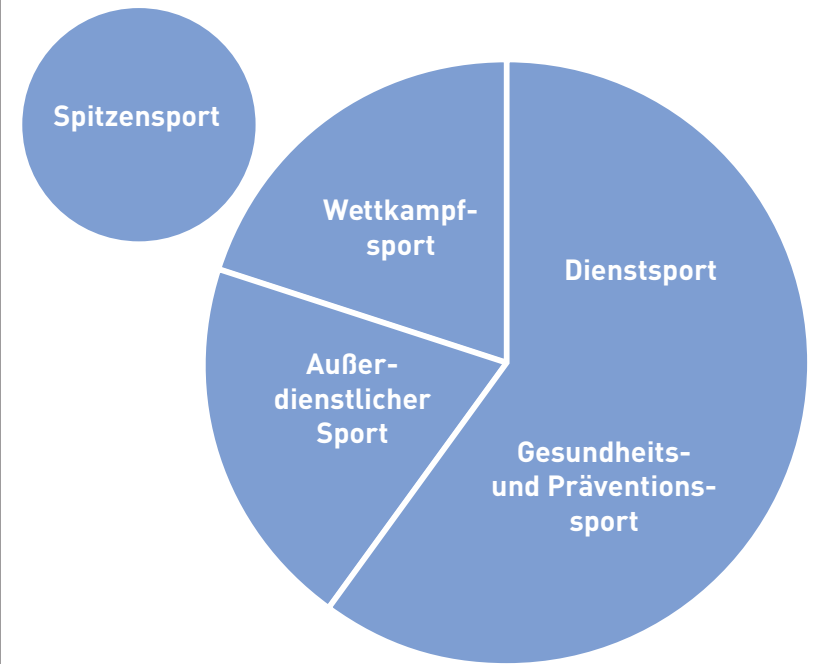 Spitzensport
Wettkampf-
sport
Dienstsport
Außer-
dienstlicher
Sport
Gesundheits-
und Präventions-
sport